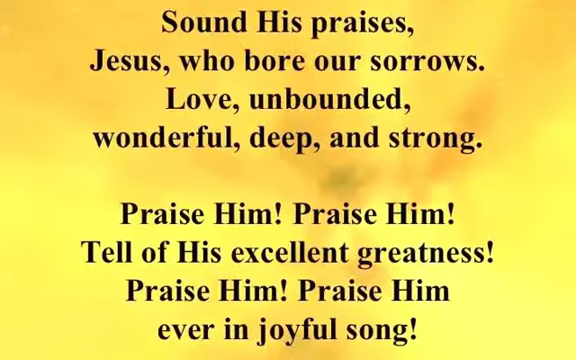 Sound His praises,
Jesus, who bore our sorrows.
Love, unbounded,
wonderful, deep, and strong.
Praise Him! Praise Him!
Tell of His excellent greatness!
Praise Him! Praise Him
ever in joyful song!